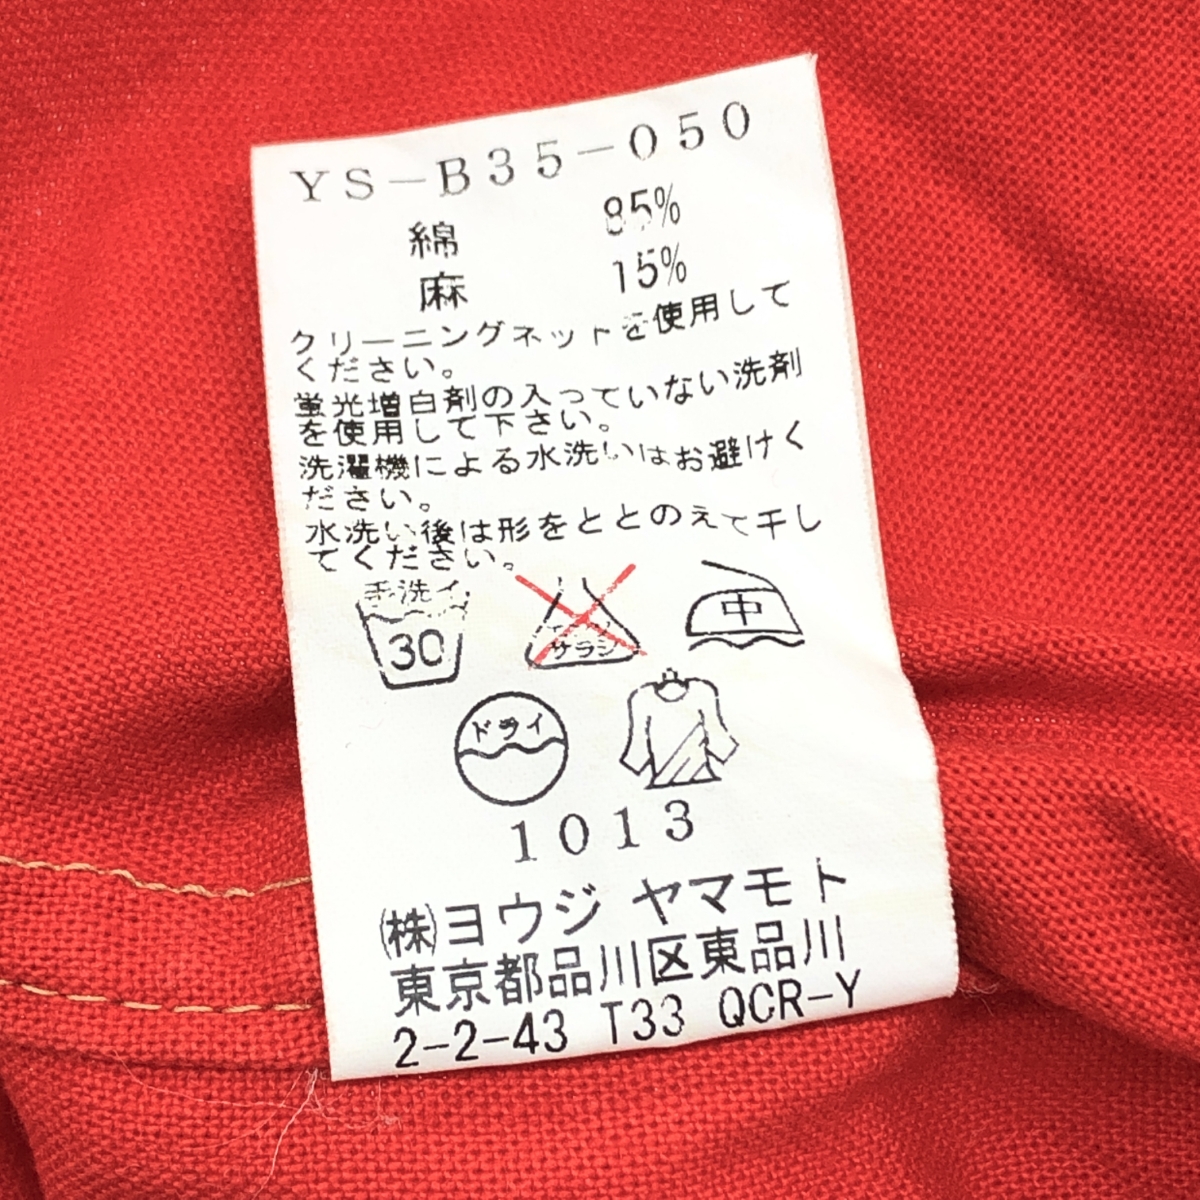 YS-B35-050
綿 85%
麻 15%
クリーニングネットを使用して
ください。
蛍光増白剤の入っていない洗剤
を使用して下さい。
洗濯機による水洗いはお避けく
ださい。
水洗い後は形をととのえて干し
てください。
手洗イ 30
サラシ
中
ドライ
1013
(株)ヨウジ ヤマモト
東京都品川区東品川
2-2-43 T33 QCR-Y